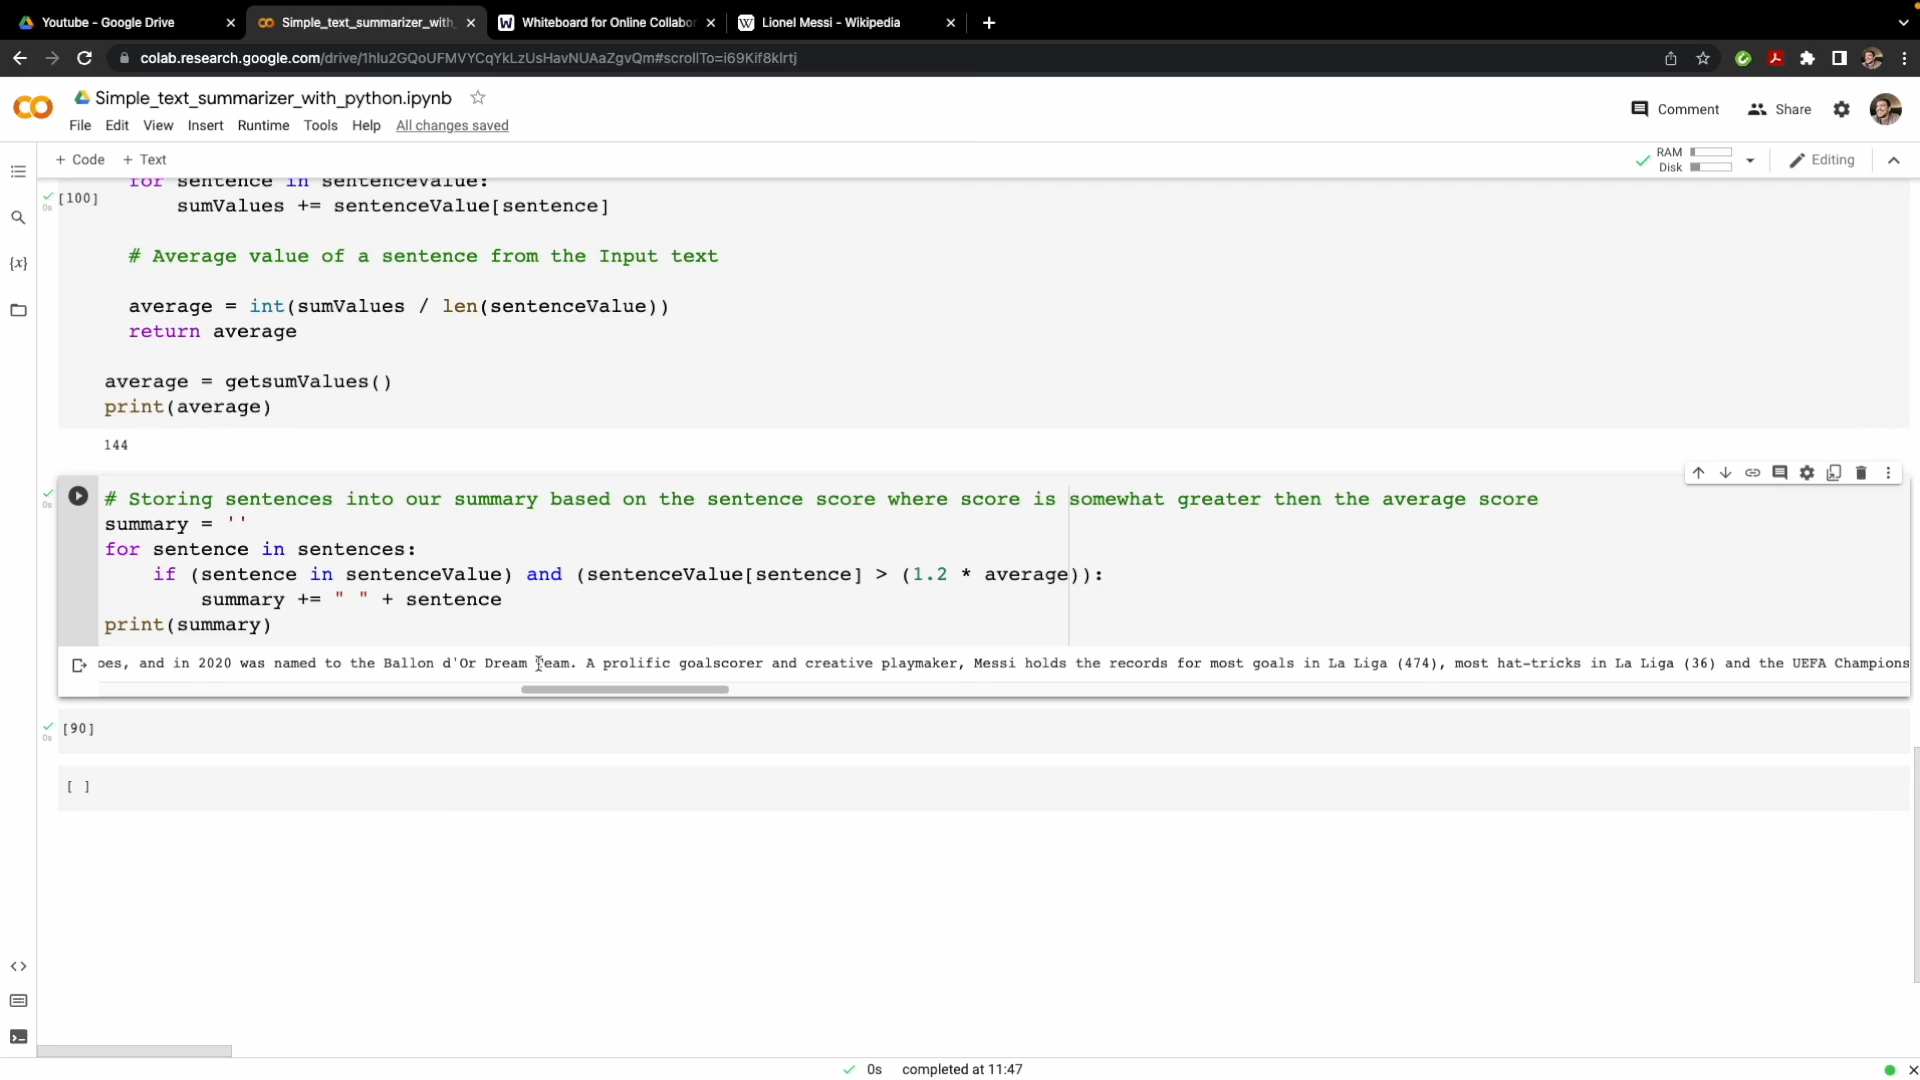 Youtube - Google Drive
Simple_text_summarizer_with_
Whiteboard for Online Collabor
Lionel Messi - Wikipedia
colab.research.google.com/drive/1hlu2GQoUFMVYCqYkLzUsHavNUAaZgvQm#scrollTo=i69Kif8klrtj
Simple_text_summarizer_with_python.ipynb
Comment
Share
File Edit View Insert Runtime Tools Help All changes saved
+ Code + Text
RAM
Disk
Editing
for sentence in sentenceValue:
[100]
sumValues += sentenceValue[sentence]
# Average value of a sentence from the Input text
average = int(sumValues / len(sentenceValue))
return average
average = getsumValues()
print(average)
144
# Storing sentences into our summary based on the sentence score where score is somewhat greater then the average score
summary = ''
for sentence in sentences:
if (sentence in sentenceValue) and (sentenceValue[sentence] > (1.2 * average)):
summary += " " + sentence
print(summary)
oes, and in 2020 was named to the Ballon d'Or Dream Team. A prolific goalscorer and creative playmaker, Messi holds the records for most goals in La Liga (474), most hat-tricks in La Liga (36) and the UEFA Champions
[90]
[ ]
0s completed at 11:47